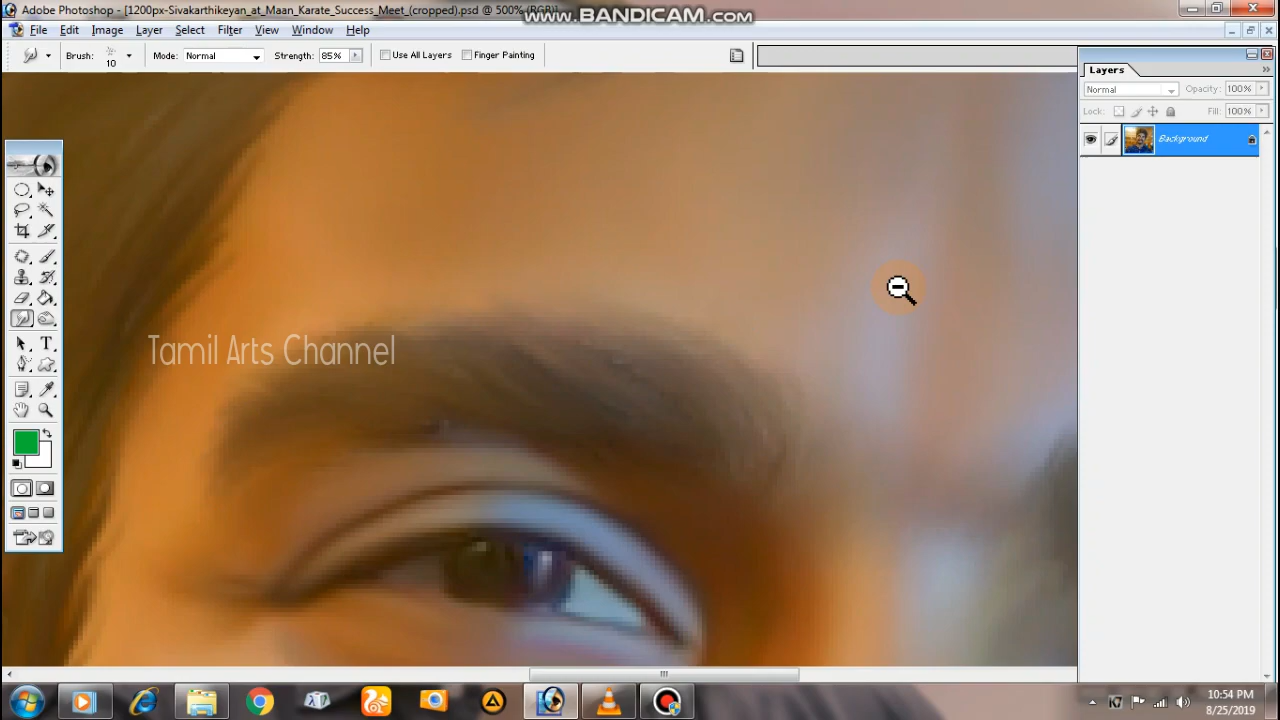 Adobe Photoshop - [1200px-Sivakarthikeyan_at_Maan_Karate_Success_Meet_(cropped).psd @ 500% (RGB)]
www.BANDICAM.com
File Edit Image Layer Select Filter View Window Help
Brush: 10 Mode: Normal Strength: 85% Use All Layers Finger Painting
Layers
Normal Opacity: 100%
Lock: Fill: 100%
Background
Tamil Arts Channel
10:54 PM
8/25/2019